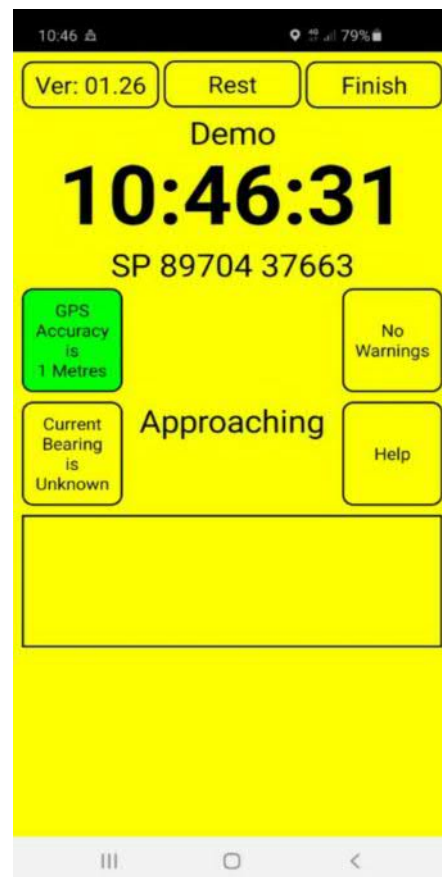 10:46 79%
Ver: 01.26 Rest Finish
Demo
10:46:31
SP 89704 37663
GPS
Accuracy
is
1 Metres
No
Warnings
Current
Bearing
is
Unknown
Approaching
Help